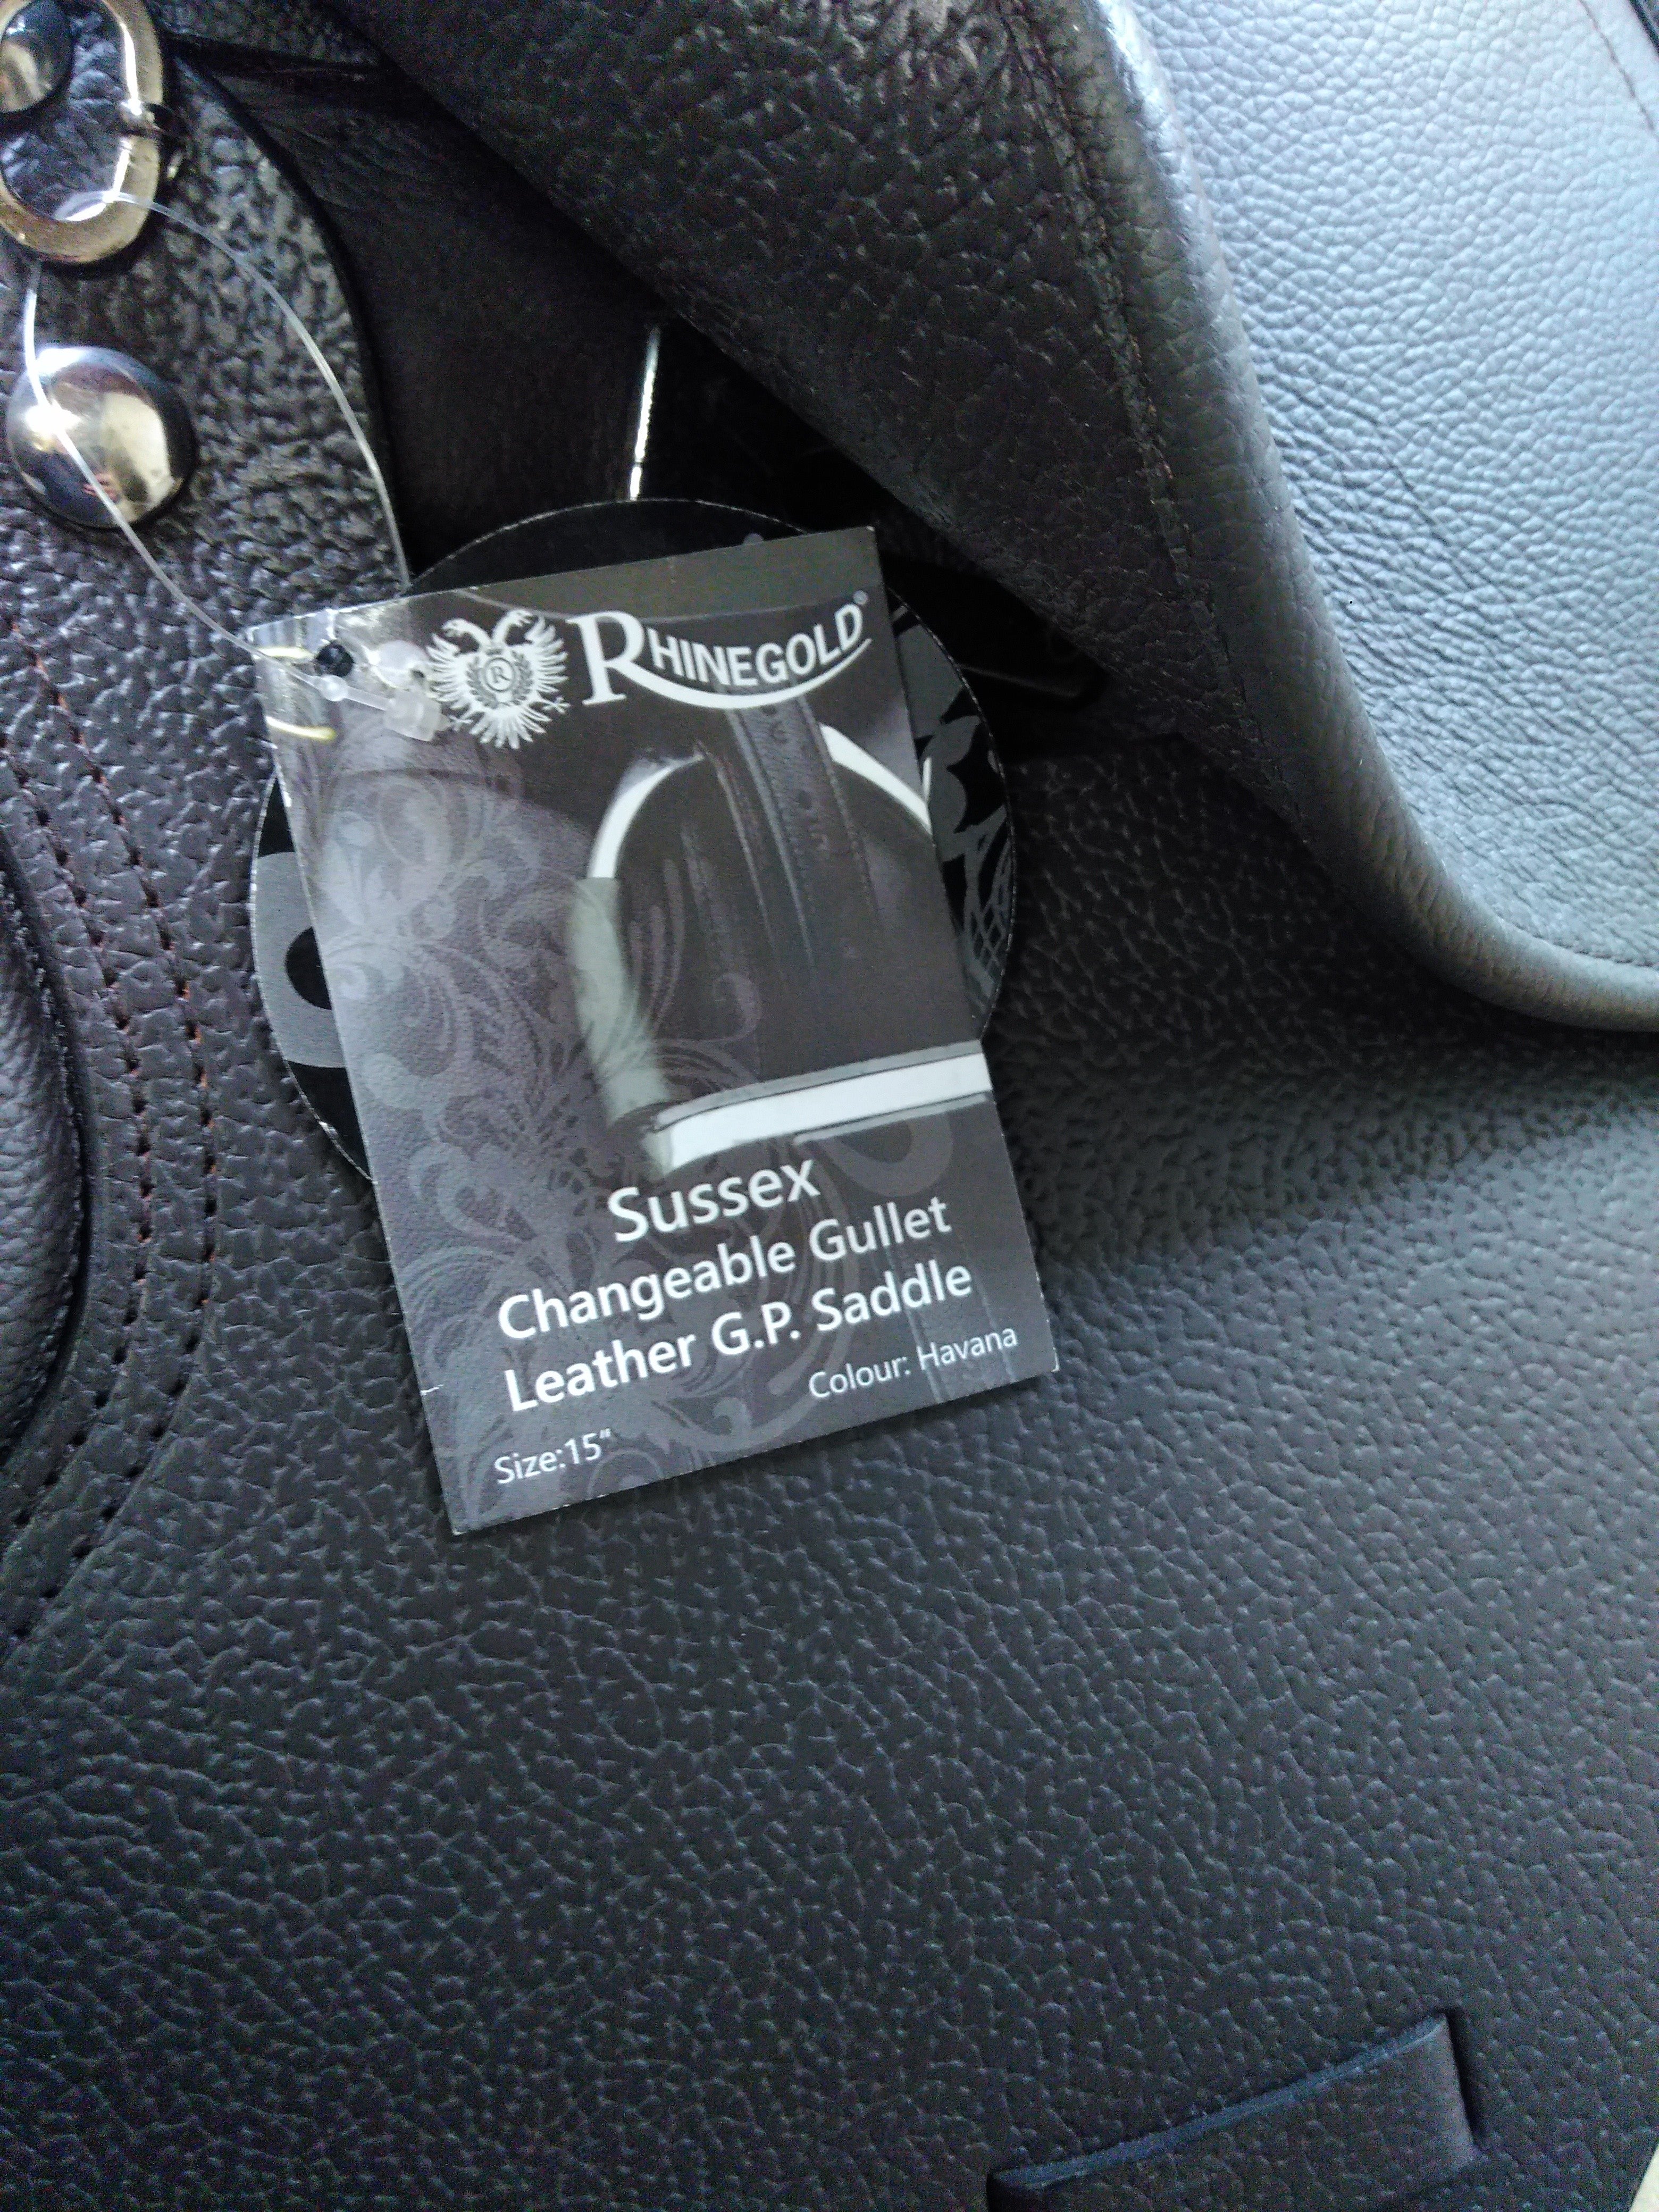 RHINEGOLD®
R
Sussex
Changeable Gullet
Leather G.P. Saddle
Colour: Havana
Size:15"